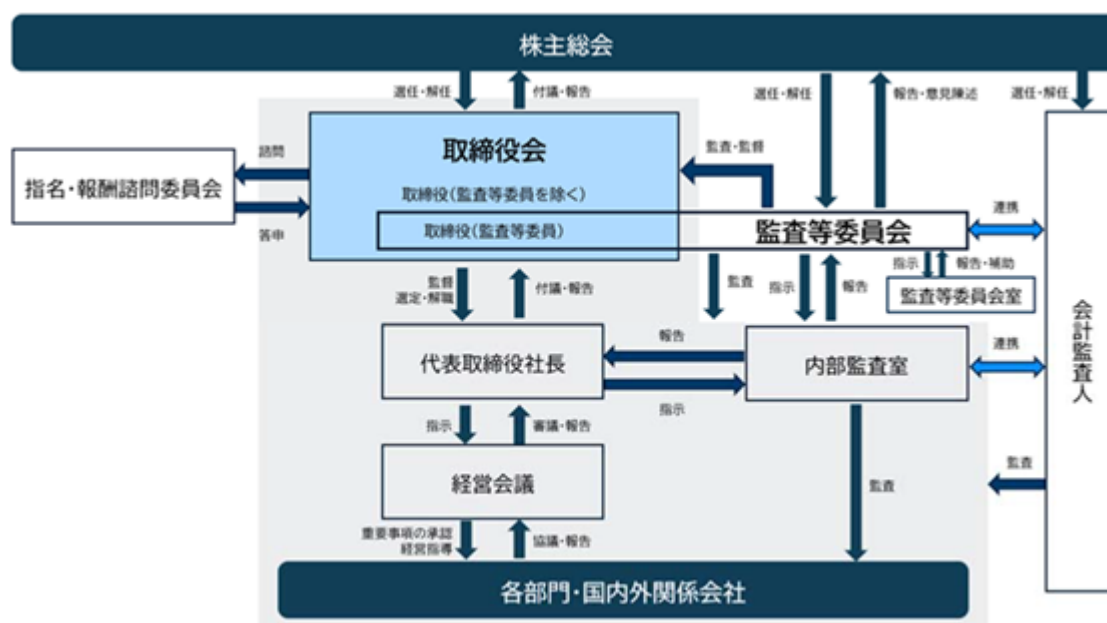 株主総会
選任・解任
付議・報告
選任・解任
報告・意見陳述
選任・解任
取締役会
取締役(監査等委員を除く)
取締役(監査等委員)
監査・監督
諮問
指名・報酬諮問委員会
答申
監査等委員会
連携
監督
選定・解職
付議・報告
監査
指示
報告
指示
報告・補助
監査等委員会室
会計監査人
代表取締役社長
報告
指示
内部監査室
連携
指示
審議・報告
経営会議
監査
監査
重要事項の承認
経営指導
協議・報告
各部門・国内外関係会社